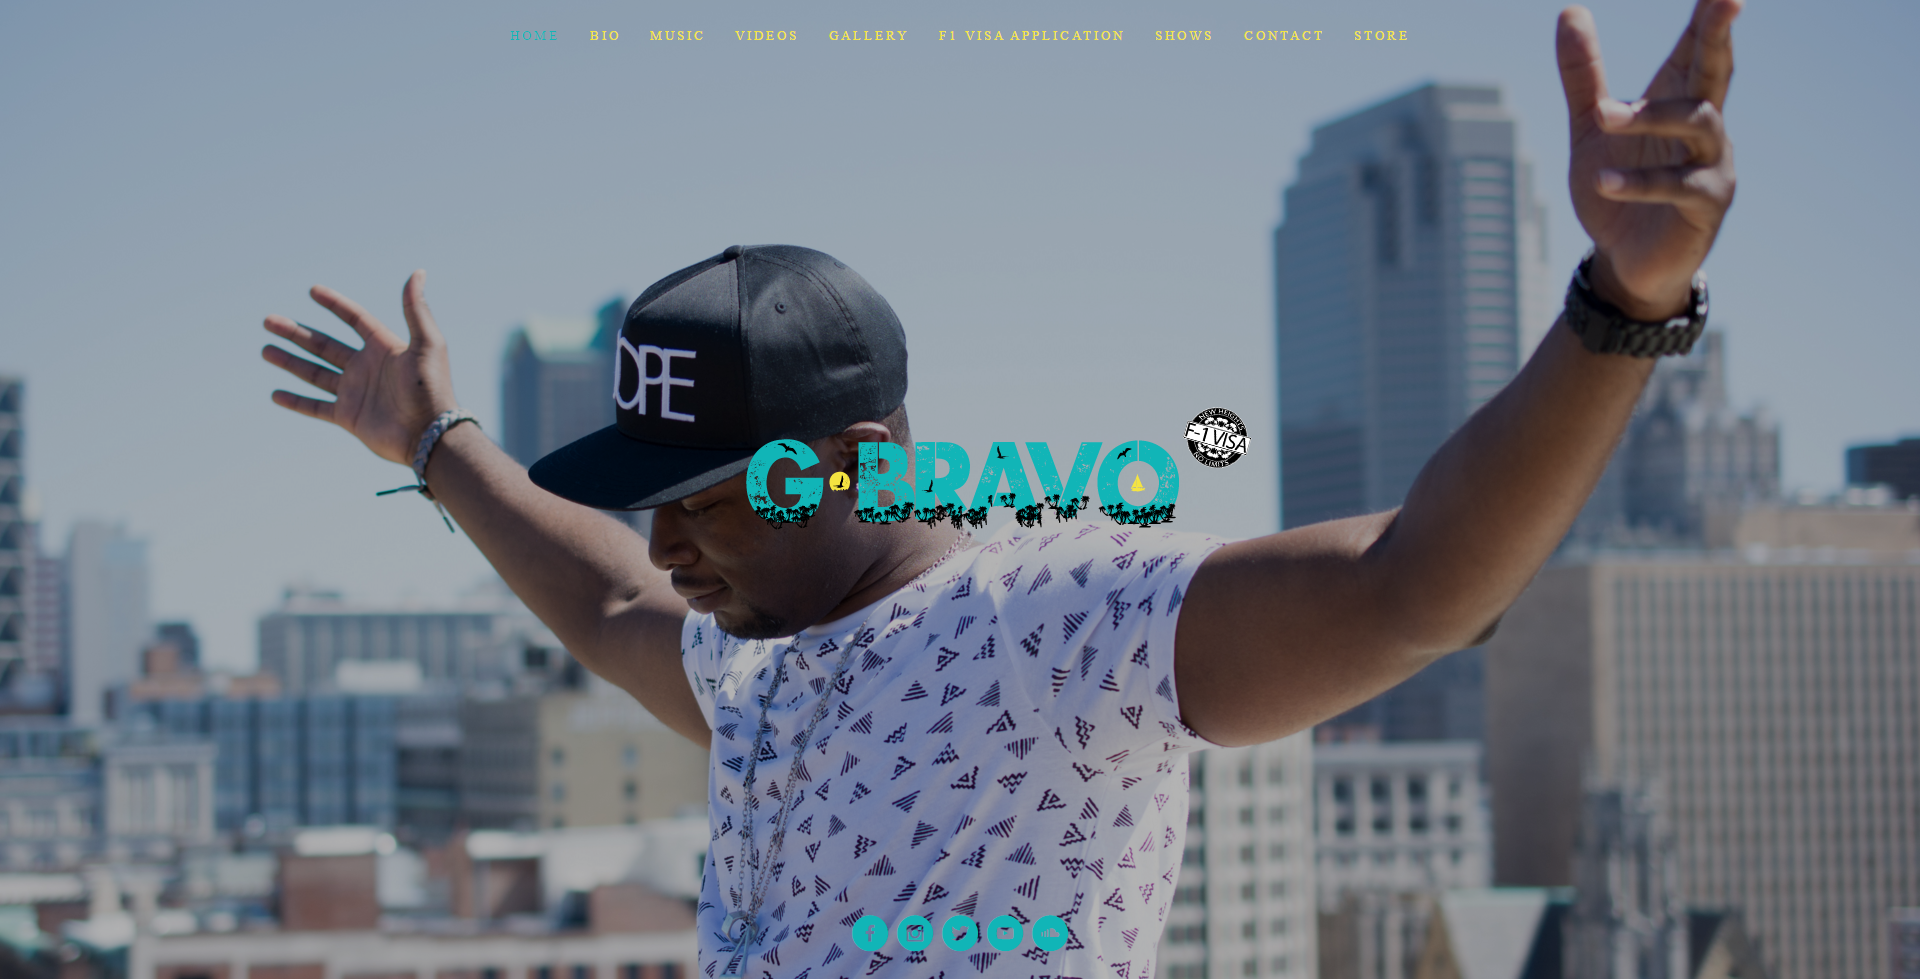 HOME BIO MUSIC VIDEOS GALLERY F1 VISA APPLICATION SHOWS CONTACT STORE
OPE
NEW HEIGHTS
F-1 VISA
NO LIMITS
G·BRAVO